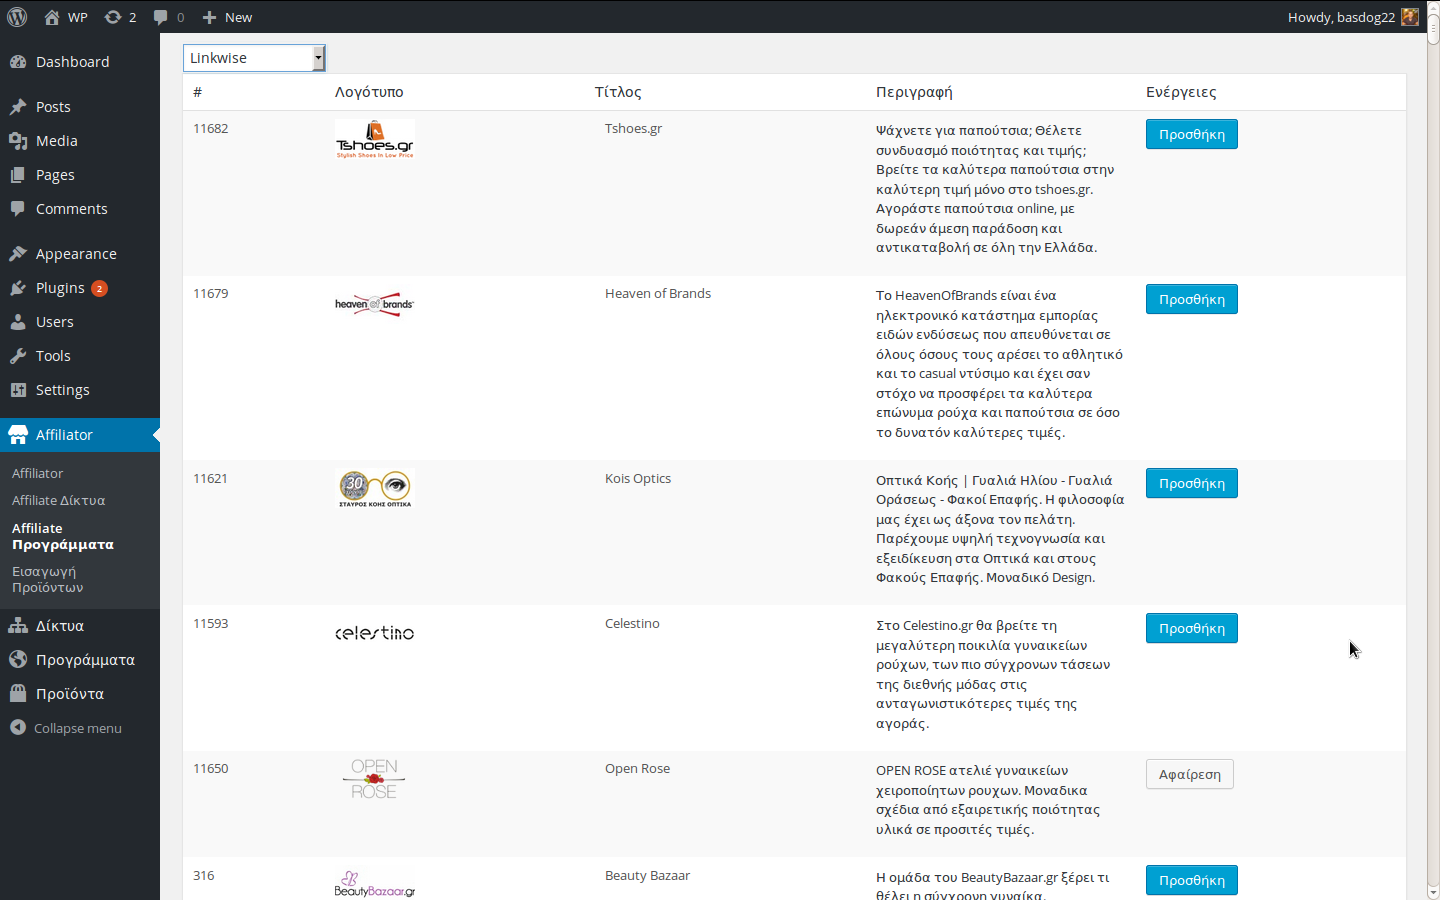 WP
2
0
New
Howdy, basdog22
Dashboard
Posts
Media
Pages
Comments
Appearance
Plugins 2
Users
Tools
Settings
Affiliator
Affiliator
Affiliate Δίκτυα
Affiliate
Προγράμματα
Εισαγωγή
Προϊόντων
Δίκτυα
Προγράμματα
Προϊόντα
Collapse menu
Linkwise
# Λογότυπο Τίτλος Περιγραφή Ενέργειες
11682
Tshoes.gr
Stylish Shoes In Low Price
Tshoes.gr
Ψάχνετε για παπούτσια; Θέλετε
συνδυασμό ποιότητας και τιμής;
Βρείτε τα καλύτερα παπούτσια στην
καλύτερη τιμή μόνο στο tshoes.gr.
Αγοράστε παπούτσια online, με
δωρεάν άμεση παράδοση και
αντικαταβολή σε όλη την Ελλάδα.
Προσθήκη
11679
heaven of brands
Heaven of Brands
Το HeavenOfBrands είναι ένα
ηλεκτρονικό κατάστημα εμπορίας
ειδών ενδύσεως που απευθύνεται σε
όλους όσους τους αρέσει το αθλητικό
και το casual ντύσιμο και έχει σαν
στόχο να προσφέρει τα καλύτερα
επώνυμα ρούχα και παπούτσια σε όσο
το δυνατόν καλύτερες τιμές.
Προσθήκη
11621
30
ΣΤΑΥΡΟΣ ΚΟΗΣ ΟΠΤΙΚΑ
Kois Optics
Οπτικά Κοής | Γυαλιά Ηλίου - Γυαλιά
Οράσεως - Φακοί Επαφής. Η φιλοσοφία
μας έχει ως άξονα τον πελάτη.
Παρέχουμε υψηλή τεχνογνωσία και
εξειδίκευση στα Οπτικά και στους
Φακούς Επαφής. Μοναδικό Design.
Προσθήκη
11593
celestino
Celestino
Στο Celestino.gr θα βρείτε τη
μεγαλύτερη ποικιλία γυναικείων
ρούχων, των πιο σύγχρονων τάσεων
της διεθνής μόδας στις
ανταγωνιστικότερες τιμές της
αγοράς.
Προσθήκη
11650
OPEN
ROSE
Open Rose
OPEN ROSE ατελιέ γυναικείων
χειροποίητων ρουχων. Μοναδικα
σχέδια από εξαιρετικής ποιότητας
υλικά σε προσιτές τιμές.
Αφαίρεση
316
BeautyBazaar.gr
Beauty Bazaar
Η ομάδα του BeautyBazaar.gr ξέρει τι
θέλει η σύγχρονη γυναίκα.
Προσθήκη